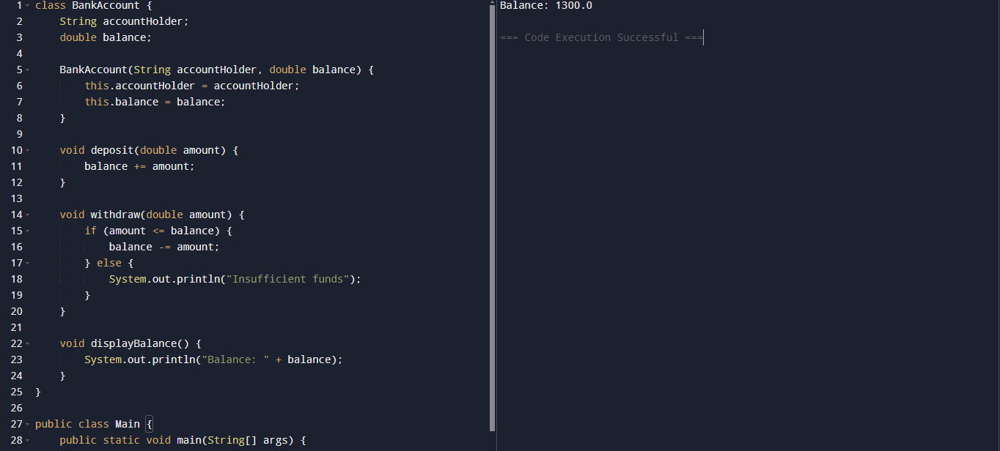 1 class BankAccount {
2     String accountHolder;
3     double balance;
4
5     BankAccount(String accountHolder, double balance) {
6         this.accountHolder = accountHolder;
7         this.balance = balance;
8     }
9
10     void deposit(double amount) {
11         balance += amount;
12     }
13
14     void withdraw(double amount) {
15         if (amount <= balance) {
16             balance -= amount;
17         } else {
18             System.out.println("Insufficient funds");
19         }
20     }
21
22     void displayBalance() {
23         System.out.println("Balance: " + balance);
24     }
25 }
26
27 public class Main {
28     public static void main(String[] args) {
Balance: 1300.0
=== Code Execution Successful ===